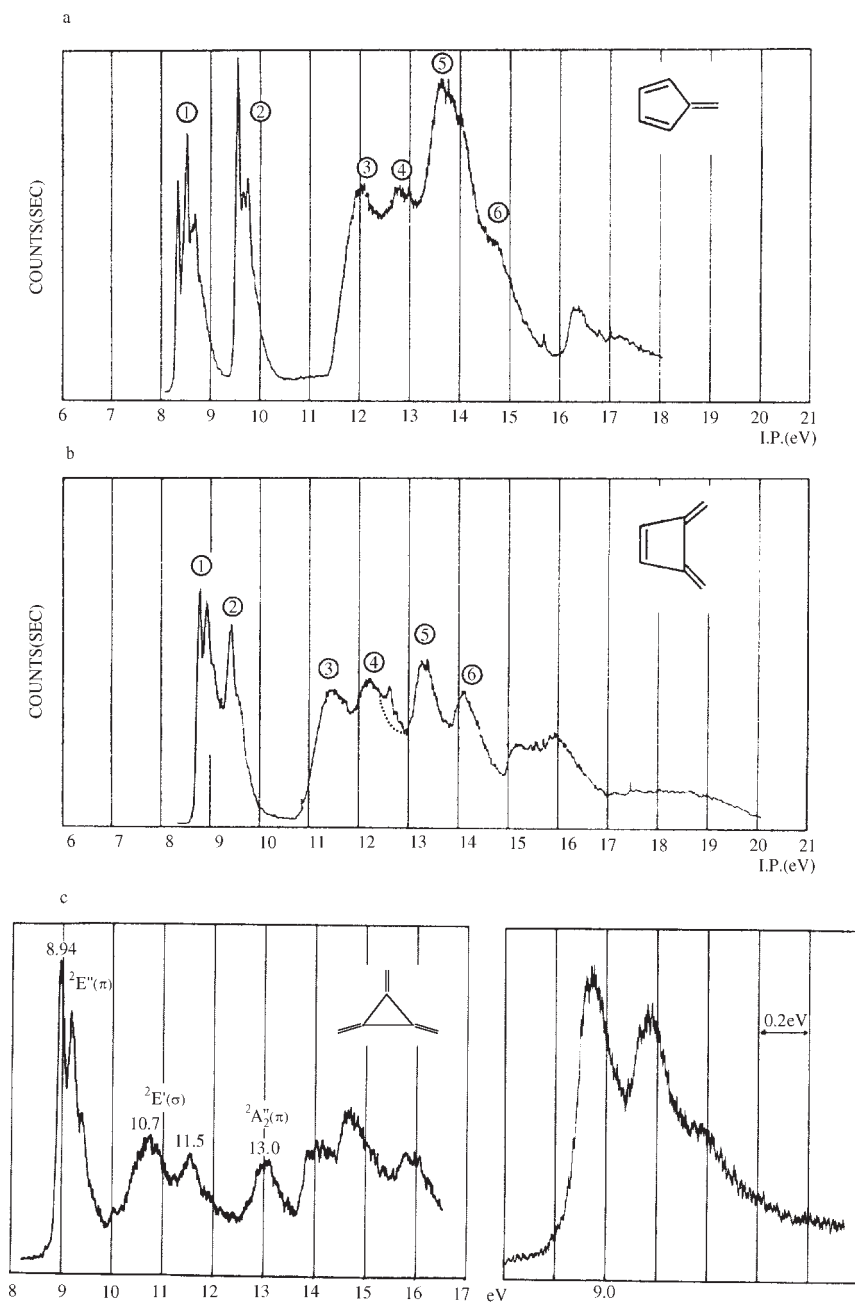 a
① ② ③ ④ ⑤ ⑥
COUNTS(SEC)
6 7 8 9 10 11 12 13 14 15 16 17 18 19 20 21
I.P.(eV)
b
① ② ③ ④ ⑤ ⑥
COUNTS(SEC)
6 7 8 9 10 11 12 13 14 15 16 17 18 19 20 21
I.P.(eV)
c
8.94
²E"(π)
²E'(σ)
10.7
11.5
²A₂"(π)
13.0
8 9 10 11 12 13 14 15 16 17 eV
0.2eV
9.0